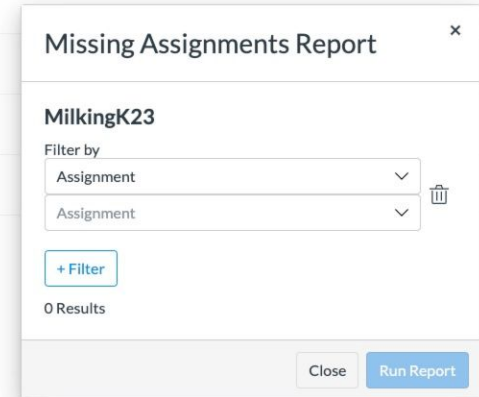 Missing Assignments Report
MilkingK23
Filter by
Assignment
Assignment
+ Filter
0 Results
Close Run Report